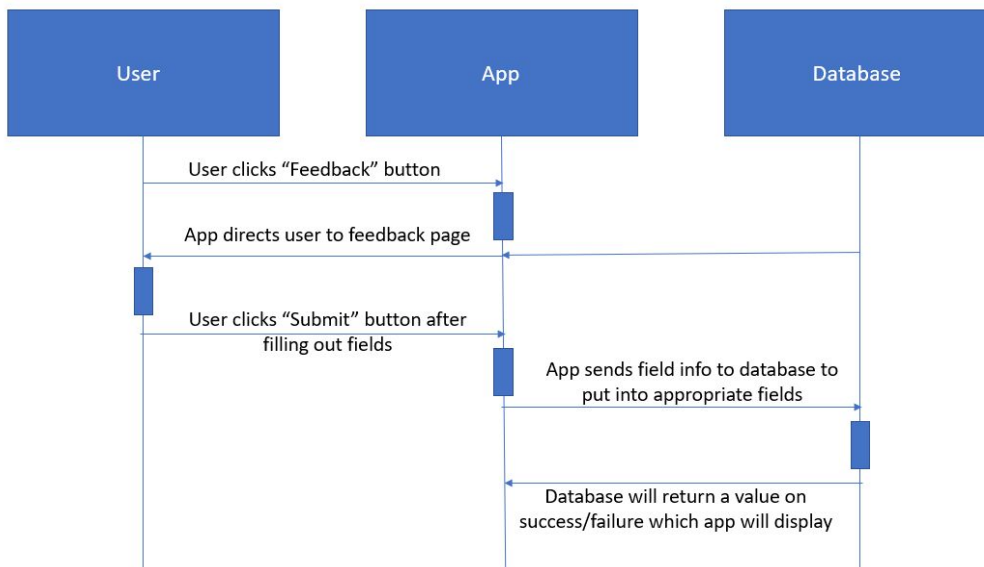 User
App
Database
User clicks “Feedback” button
App directs user to feedback page
User clicks “Submit” button after
filling out fields
App sends field info to database to
put into appropriate fields
Database will return a value on
success/failure which app will display